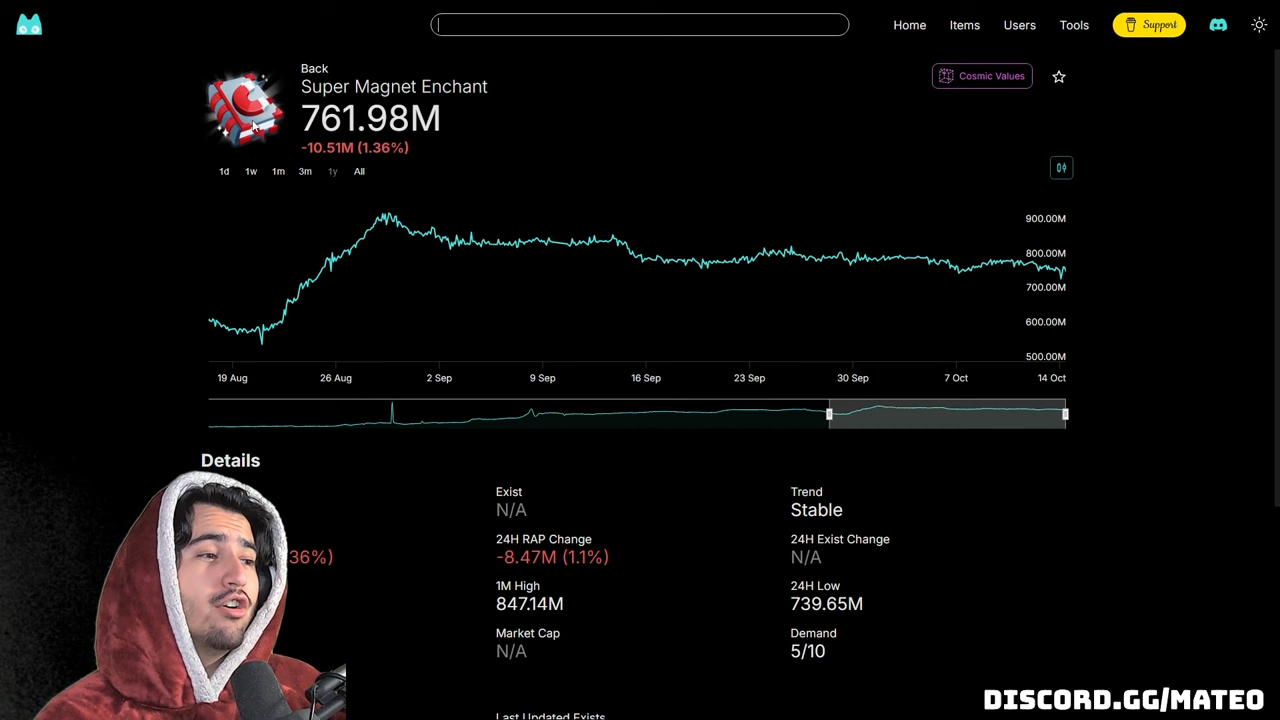 Home Items Users Tools Support
Back
Super Magnet Enchant
761.98M
-10.51M (1.36%)
Cosmic Values
1d 1w 1m 3m 1y All
900.00M
800.00M
700.00M
600.00M
500.00M
19 Aug 26 Aug 2 Sep 9 Sep 16 Sep 23 Sep 30 Sep 7 Oct 14 Oct
Details
Exist
N/A
Trend
Stable
36%)
24H RAP Change
-8.47M (1.1%)
24H Exist Change
N/A
1M High
847.14M
24H Low
739.65M
Market Cap
N/A
Demand
5/10
Last Updated Exists
DISCORD.GG/MATEO